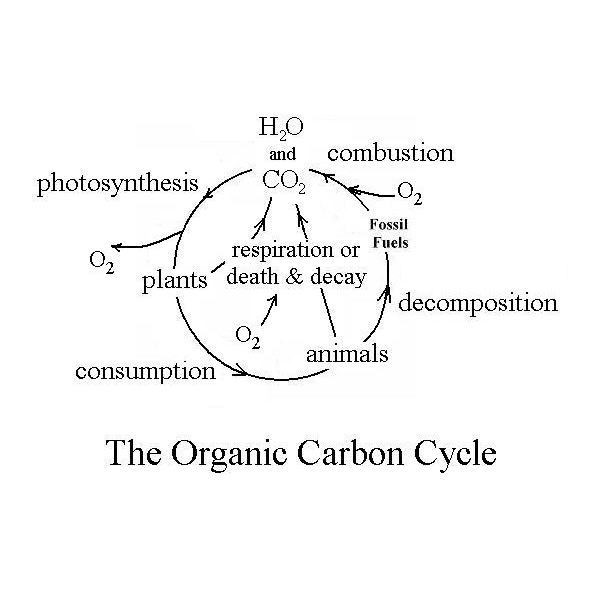 H₂O
and
CO₂
combustion
photosynthesis
O₂
Fossil
Fuels
O₂
respiration or
death & decay
plants
decomposition
O₂
animals
consumption
The Organic Carbon Cycle